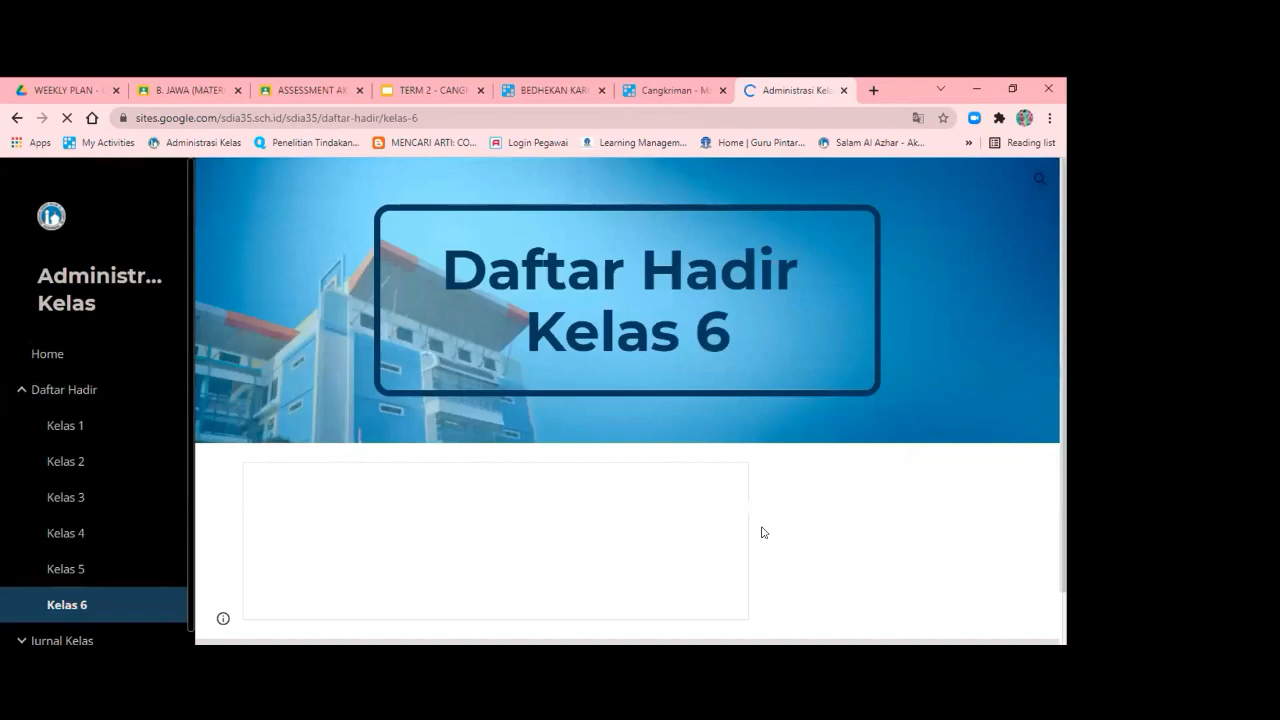 WEEKLY PLAN -
B. JAWA (MATER
ASSESSMENT AK
TERM 2 - CANGI
BEDHEKAN KAR
Cangkriman - M
Administrasi Kel
sites.google.com/sdia35.sch.id/sdia35/daftar-hadir/kelas-6
Apps
My Activities
Administrasi Kelas
Penelitian Tindakan...
MENCARI ARTI: CO...
Login Pegawai
Learning Managem...
Home | Guru Pintar...
Salam Al Azhar - Ak...
»
Reading list
Administr...
Kelas
Home
Daftar Hadir
Kelas 1
Kelas 2
Kelas 3
Kelas 4
Kelas 5
Kelas 6
Jurnal Kelas
Daftar Hadir
Kelas 6